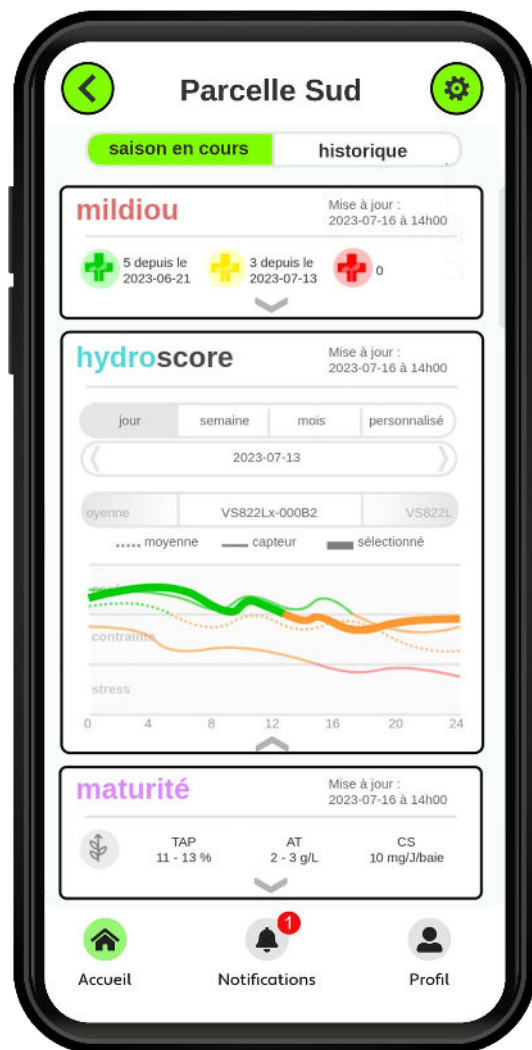 Parcelle Sud
saison en cours
historique
mildiou
Mise à jour :
2023-07-16 à 14h00
5 depuis le
2023-06-21
3 depuis le
2023-07-13
0
hydroscore
Mise à jour :
2023-07-16 à 14h00
jour
semaine
mois
personnalisé
2023-07-13
oyenne
VS822Lx-000B2
VS822L
moyenne
capteur
sélectionné
contrainte
stress
0 4 8 12 16 20 24
maturité
Mise à jour :
2023-07-16 à 14h00
TAP
11 - 13 %
AT
2 - 3 g/L
CS
10 mg/J/baie
1
Accueil
Notifications
Profil